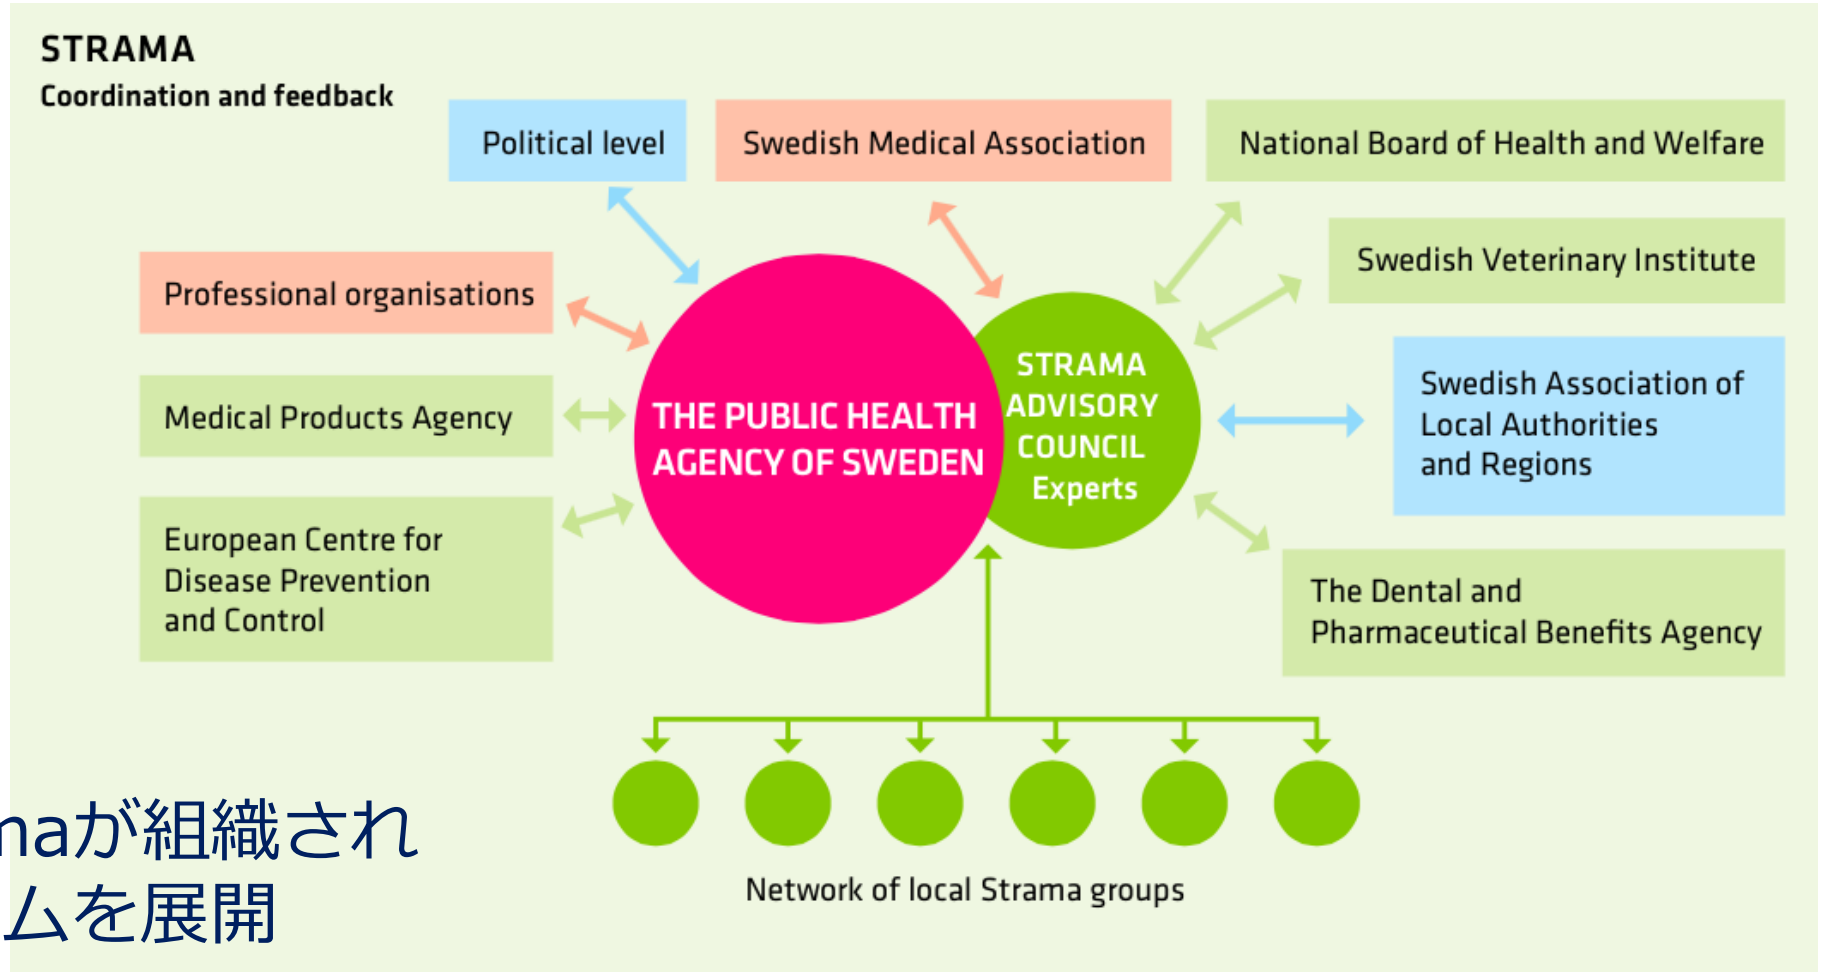 STRAMA
Coordination and feedback
Political level
Swedish Medical Association
National Board of Health and Welfare
Swedish Veterinary Institute
Professional organisations
Medical Products Agency
European Centre for
Disease Prevention
and Control
THE PUBLIC HEALTH
AGENCY OF SWEDEN
STRAMA
ADVISORY
COUNCIL
Experts
Swedish Association of
Local Authorities
and Regions
The Dental and
Pharmaceutical Benefits Agency
maが組織され
ムを展開
Network of local Strama groups